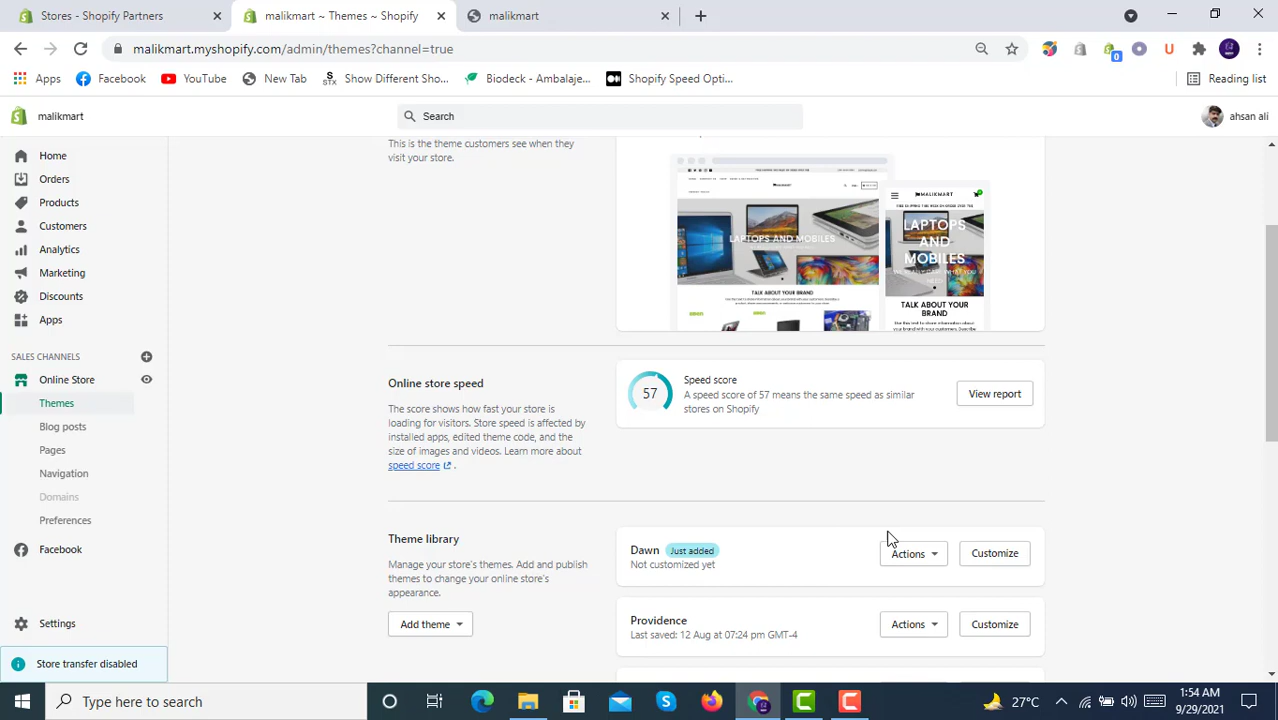 Stores - Shopify Partners
malikmart ~ Themes ~ Shopify
malikmart
malikmart.myshopify.com/admin/themes?channel=true
0
Apps
Facebook
YouTube
New Tab
STX
Show Different Sho...
Biodeck - Ambalaje...
Shopify Speed Opti...
Reading list
malikmart
Search
ahsan ali
Home
Orders
Products
Customers
Analytics
Marketing
Discounts
Apps
SALES CHANNELS
Online Store
Themes
Blog posts
Pages
Navigation
Domains
Preferences
Facebook
Settings
Store transfer disabled
This is the theme customers see when they
visit your store.
MALIKMART
LAPTOPS AND MOBILES
TALK ABOUT YOUR BRAND
MALIKMART
LAPTOPS
AND
MOBILES
TALK ABOUT YOUR
BRAND
Online store speed
The score shows how fast your store is
loading for visitors. Store speed is affected by
installed apps, edited theme code, and the
size of images and videos. Learn more about
speed score .
57
Speed score
A speed score of 57 means the same speed as similar
stores on Shopify
View report
Theme library
Manage your store's themes. Add and publish
themes to change your online store's
appearance.
Add theme
Dawn Just added
Not customized yet
Actions
Customize
Providence
Last saved: 12 Aug at 07:24 pm GMT-4
Actions
Customize
Type here to search
27°C
1:54 AM
9/29/2021